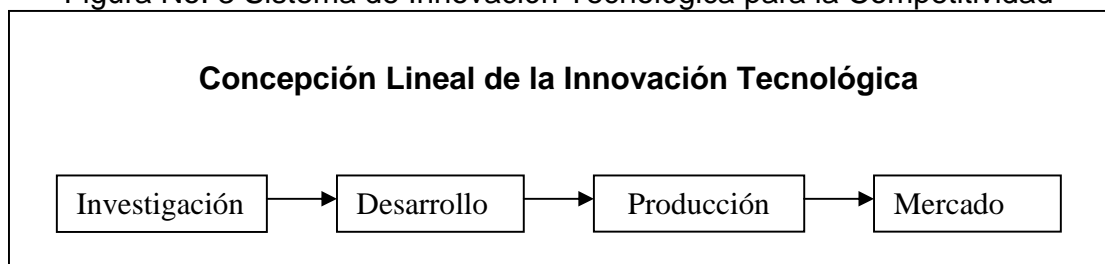 Figura No. 8 Sistema de Innovación Tecnológica para la Competitividad
Concepción Lineal de la Innovación Tecnológica
Investigación Desarrollo Producción Mercado